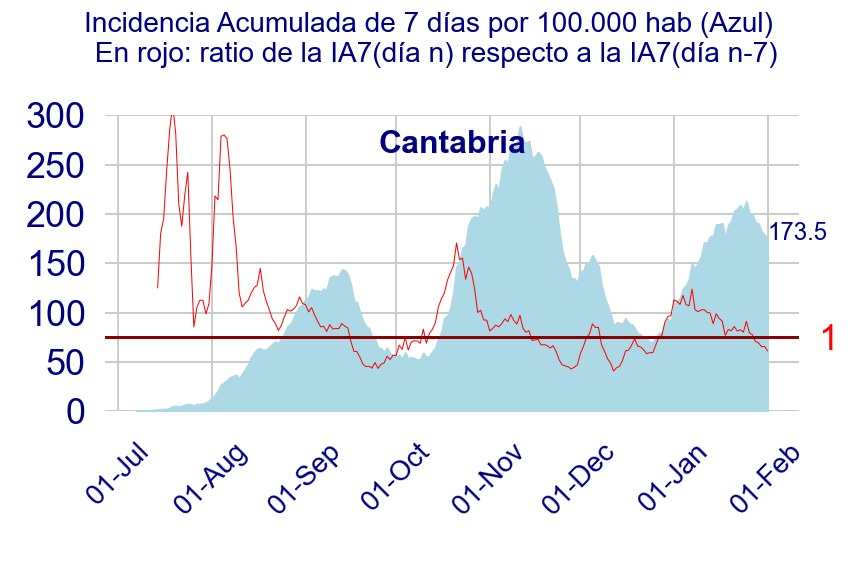 Incidencia Acumulada de 7 días por 100.000 hab (Azul)
En rojo: ratio de la IA7(día n) respecto a la IA7(día n-7)
300
Cantabria
250
200
173.5
150
100
1
50
0
01-Jul
01-Aug
01-Sep
01-Oct
01-Nov
01-Dec
01-Jan
01-Feb